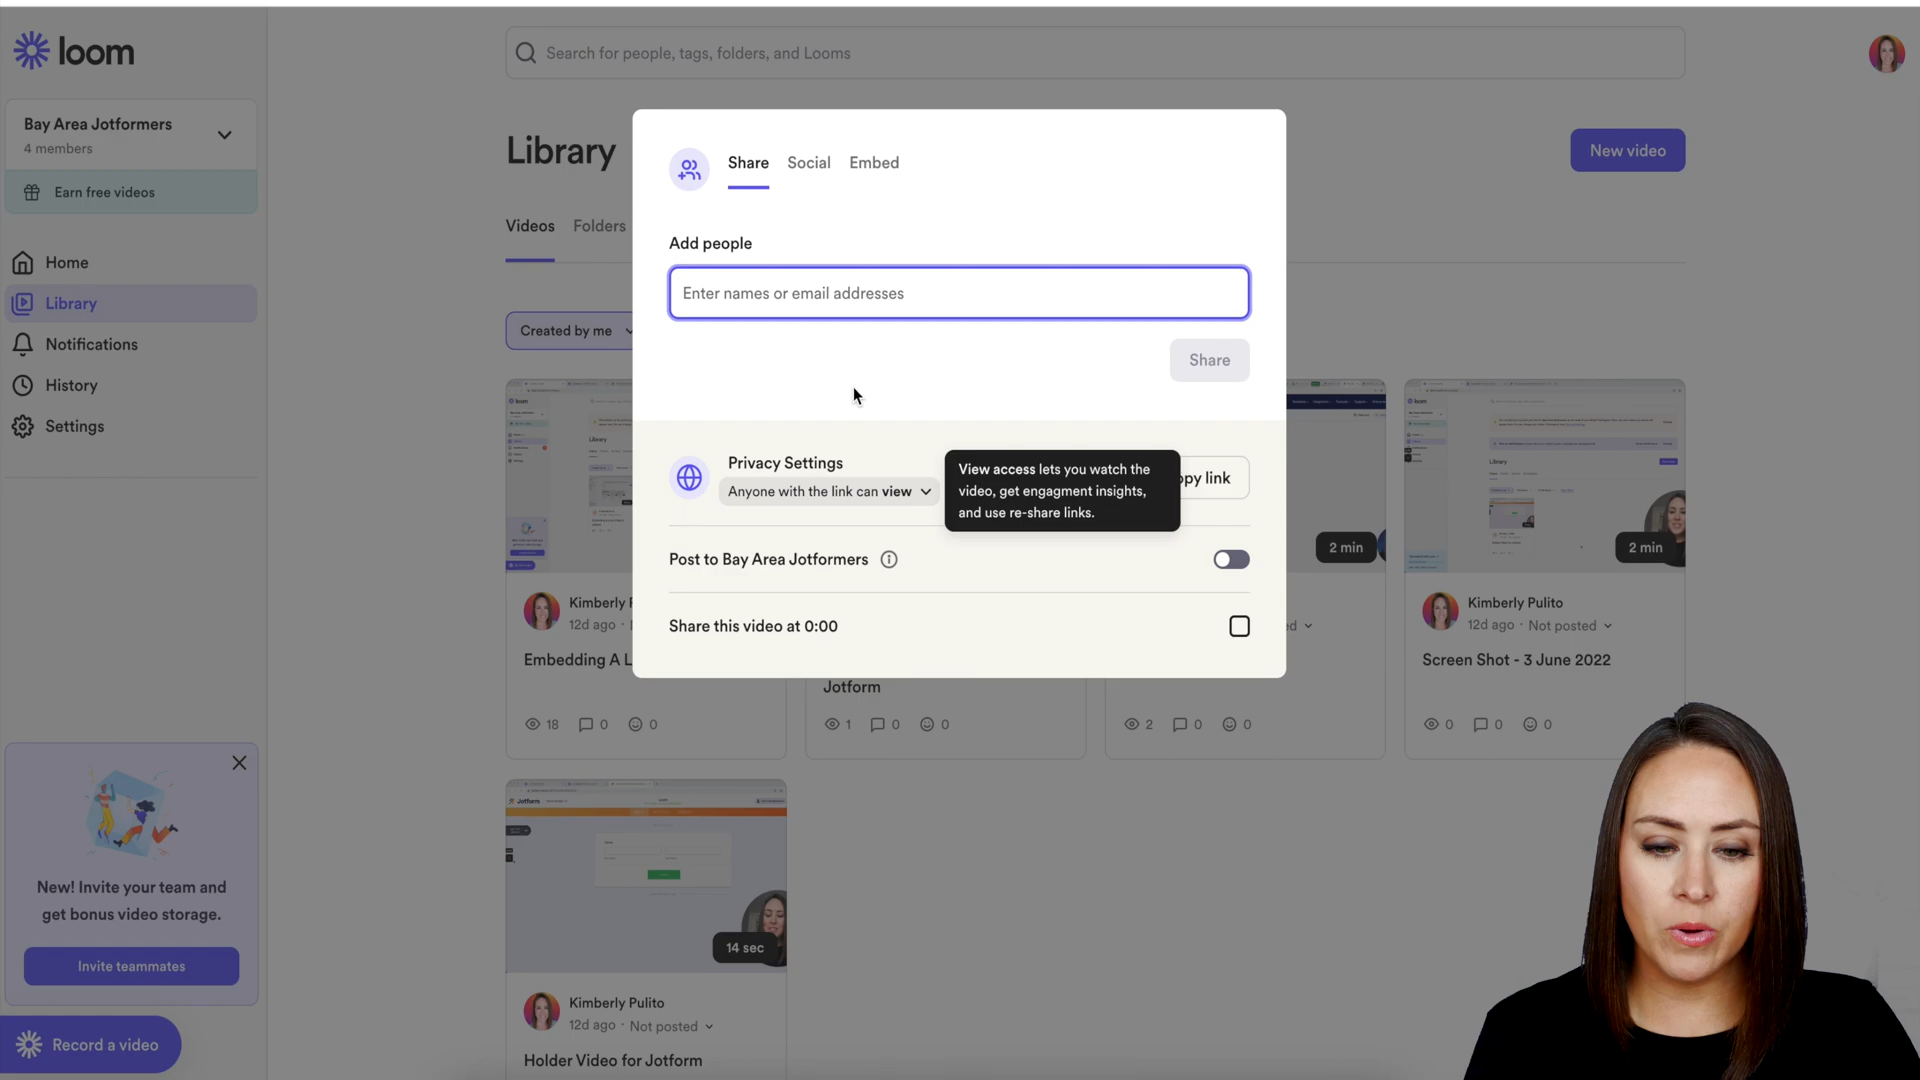 loom
Search for people, tags, folders, and Looms
Bay Area Jotformers
4 members
Earn free videos
Home
Library
Notifications
History
Settings
New! Invite your team and
get bonus video storage.
Invite teammates
Record a video
Library
New video
Videos
Folders
Created by me
Share
Social
Embed
Add people
Enter names or email addresses
Share
Privacy Settings
Anyone with the link can view
View access lets you watch the
video, get engagment insights,
and use re-share links.
py link
Post to Bay Area Jotformers
Share this video at 0:00
2 min
2 min
Kimberly
12d ago ·
Embedding A L
18 0 0
Jotform
1 0 0
2 0 0
Kimberly Pulito
12d ago · Not posted
Screen Shot - 3 June 2022
0 0 0
14 sec
Kimberly Pulito
12d ago · Not posted
Holder Video for Jotform